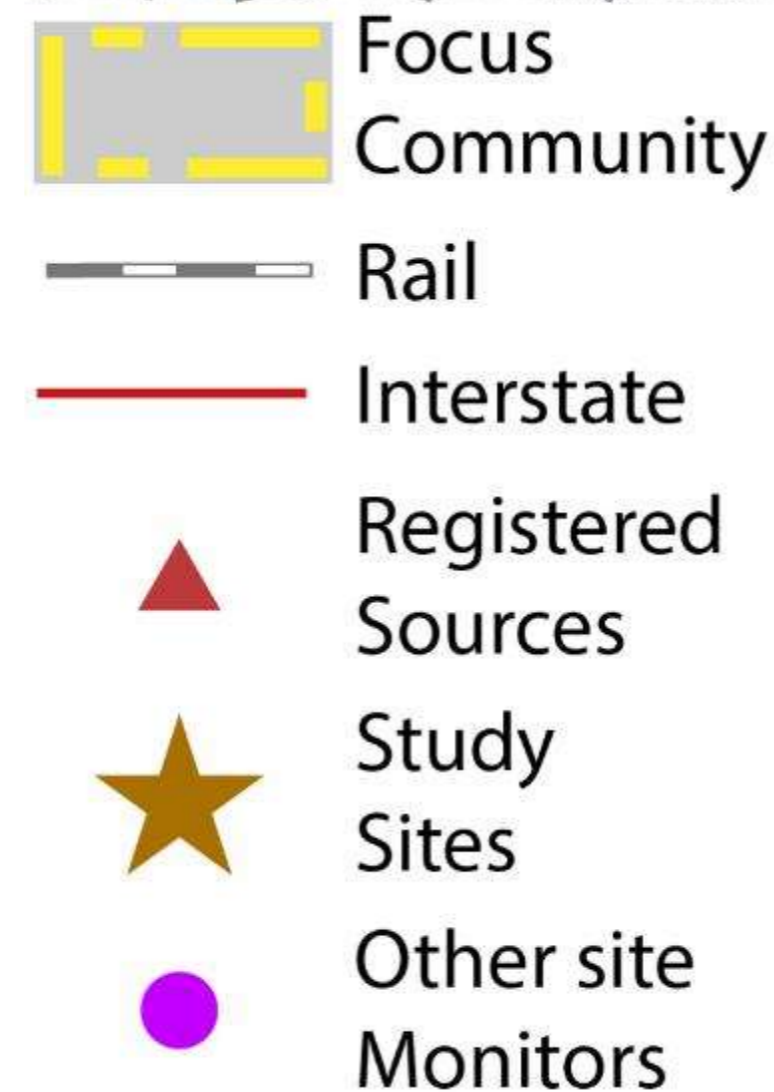 Focus
Community
Rail
Interstate
Registered
Sources
Study
Sites
Other site
Monitors